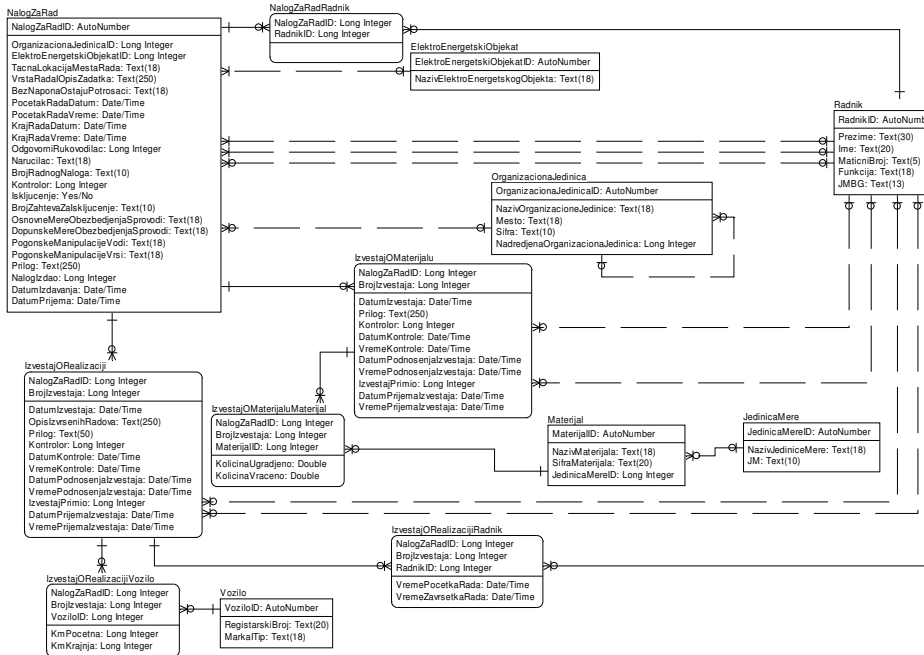 NalogZaRad
NalogZaRadID: AutoNumber
OrganizacionaJedinicaID: Long Integer
ElektroEnergetskiObjekatID: Long Integer
TacnaLokacijaMestaRada: Text(18)
VrstaRadaIOpisZadatka: Text(250)
BezNaponaOstajuPotrosaci: Text(18)
PocetakRadaDatum: Date/Time
PocetakRadaVreme: Date/Time
KrajRadaDatum: Date/Time
KrajRadaVreme: Date/Time
OdgovorniRukovodilac: Long Integer
Narucilac: Text(18)
BrojRadnogNaloga: Text(10)
Kontrolor: Long Integer
Iskljucenje: Yes/No
BrojZahtevaZaIskljucenje: Text(10)
OsnovneMereObezbedjenjaSprovodi: Text(18)
DopunskeMereObezbedjenjaSprovodi: Text(18)
PogonskeManipulacijeVodi: Text(18)
PogonskeManipulacijeVrsi: Text(18)
Prilog: Text(250)
NalogIzdao: Long Integer
DatumIzdavanja: Date/Time
DatumPrijema: Date/Time
NalogZaRadRadnik
NalogZaRadID: Long Integer
RadnikID: Long Integer
ElektroEnergetskiObjekat
ElektroEnergetskiObjekatID: AutoNumber
NazivElektroEnergetskogObjekta: Text(18)
Radnik
RadnikID: AutoNumb
Prezime: Text(30)
Ime: Text(20)
MaticniBroj: Text(5)
Funkcija: Text(18)
JMBG: Text(13)
OrganizacionaJedinica
OrganizacionaJedinicaID: AutoNumber
NazivOrganizacioneJedinice: Text(18)
Mesto: Text(18)
Sifra: Text(10)
NadredjenaOrganizacionaJedinica: Long Integer
IzvestajOMaterijalu
NalogZaRadID: Long Integer
BrojIzvestaja: Long Integer
DatumIzvestaja: Date/Time
Prilog: Text(250)
Kontrolor: Long Integer
DatumKontrole: Date/Time
VremeKontrole: Date/Time
DatumPodnosenjaIzvestaja: Date/Time
VremePodnosenjaIzvestaja: Date/Time
IzvestajPrimio: Long Integer
DatumPrijemaIzvestaja: Date/Time
VremePrijemaIzvestaja: Date/Time
IzvestajORealizaciji
NalogZaRadID: Long Integer
BrojIzvestaja: Long Integer
DatumIzvestaja: Date/Time
OpisIzvrsenihRadova: Text(250)
Prilog: Text(50)
Kontrolor: Long Integer
DatumKontrole: Date/Time
VremeKontrole: Date/Time
DatumPodnosenjaIzvestaja: Date/Time
VremePodnosenjaIzvestaja: Date/Time
IzvestajPrimio: Long Integer
DatumPrijemaIzvestaja: Date/Time
VremePrijemaIzvestaja: Date/Time
IzvestajOMaterijaluMaterijal
NalogZaRadID: Long Integer
BrojIzvestaja: Long Integer
MaterijalID: Long Integer
KolicinaUgradjeno: Double
KolicinaVraceno: Double
Materijal
MaterijalID: AutoNumber
NazivMaterijala: Text(18)
SifraMaterijala: Text(20)
JedinicaMereID: Long Integer
JedinicaMere
JedinicaMereID: AutoNumber
NazivJediniceMere: Text(18)
JM: Text(10)
IzvestajORealizacijiRadnik
NalogZaRadID: Long Integer
BrojIzvestaja: Long Integer
RadnikID: Long Integer
VremePocetkaRada: Date/Time
VremeZavrsetkaRada: Date/Time
IzvestajORealizacijiVozilo
NalogZaRadID: Long Integer
BrojIzvestaja: Long Integer
VoziloID: Long Integer
KmPocetna: Long Integer
KmKrajnja: Long Integer
Vozilo
VoziloID: AutoNumber
RegistarskiBroj: Text(20)
MarkaITip: Text(18)